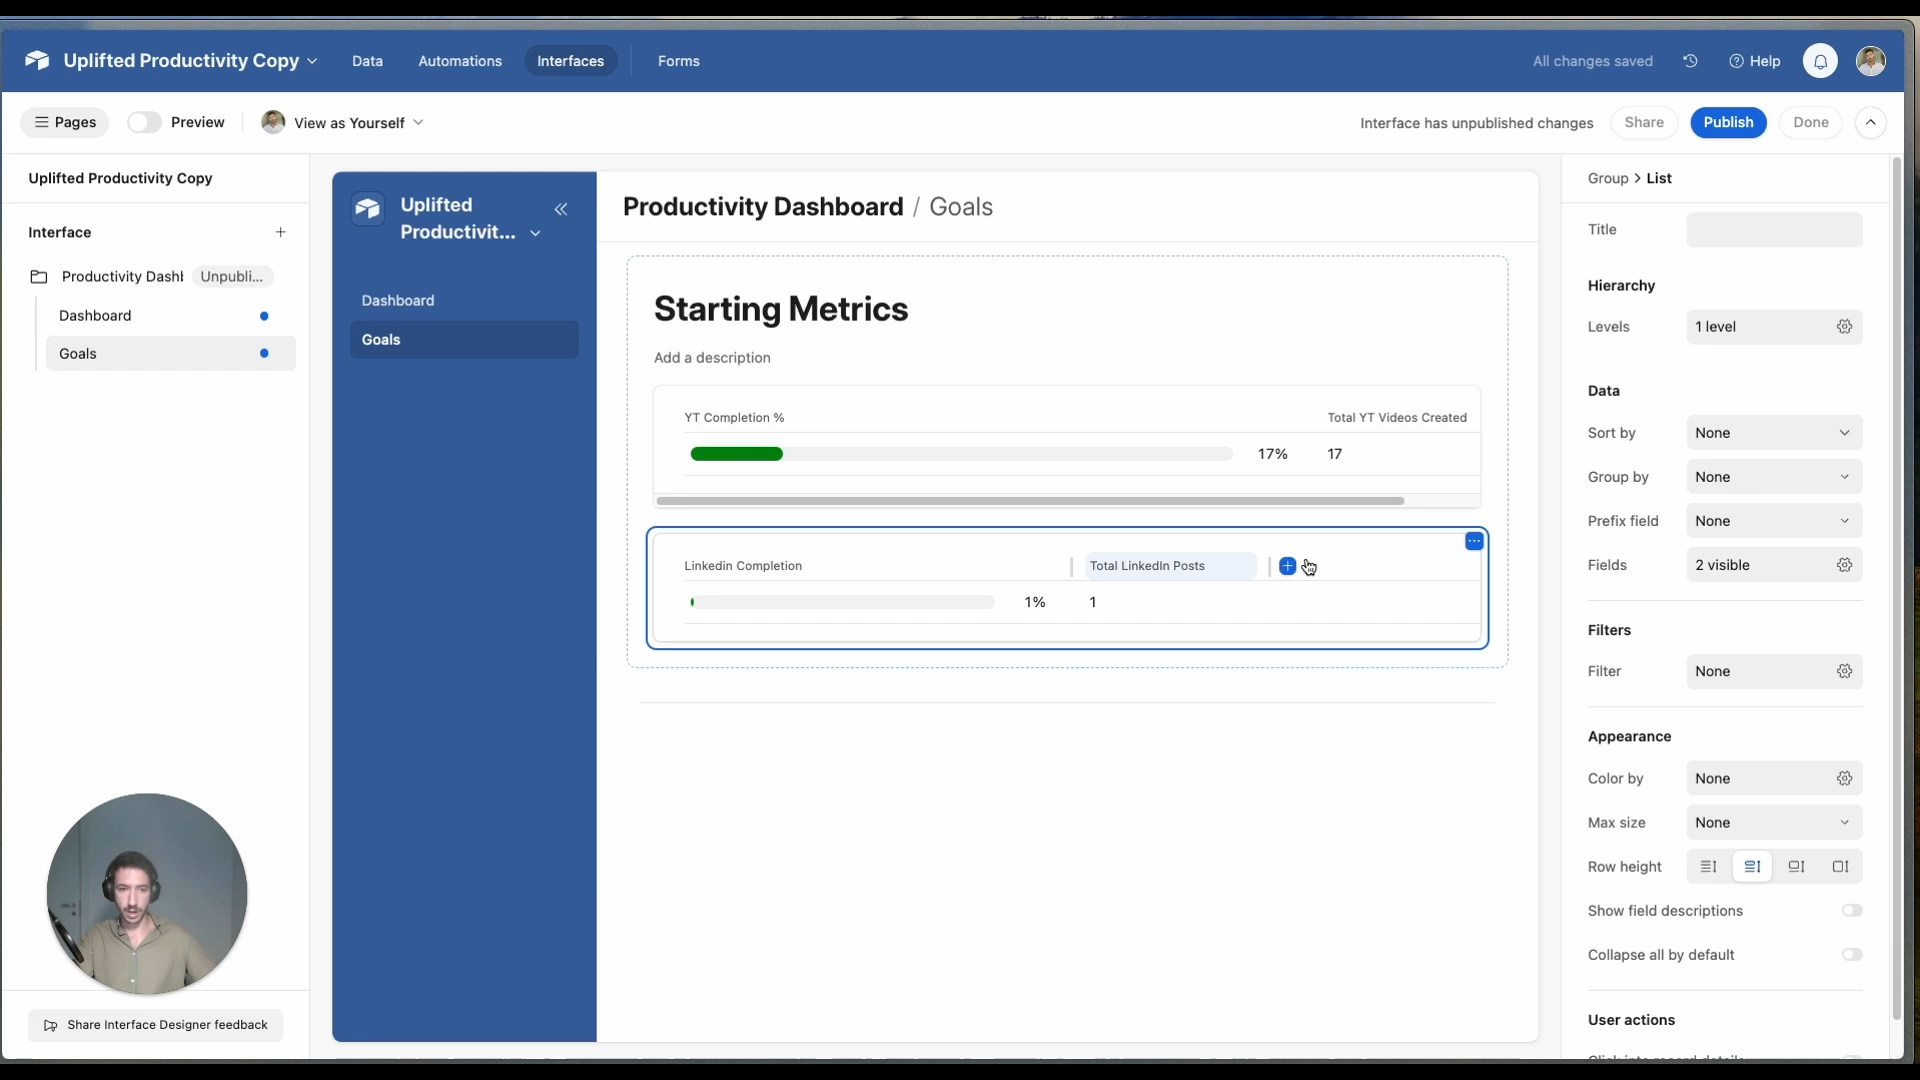 Uplifted Productivity Copy
Data
Automations
Interfaces
Forms
All changes saved
Help
Pages
Preview
View as Yourself
Interface has unpublished changes
Share
Publish
Done
Uplifted Productivity Copy
Interface
Productivity Dashb Unpubli...
Dashboard
Goals
Share Interface Designer feedback
Uplifted
Productivit...
Dashboard
Goals
Productivity Dashboard / Goals
Starting Metrics
Add a description
YT Completion %
Total YT Videos Created
17%
17
Linkedin Completion
Total LinkedIn Posts
1%
1
Group > List
Title
Hierarchy
Levels
1 level
Data
Sort by
None
Group by
None
Prefix field
None
Fields
2 visible
Filters
Filter
None
Appearance
Color by
None
Max size
None
Row height
Show field descriptions
Collapse all by default
User actions
Click into record details